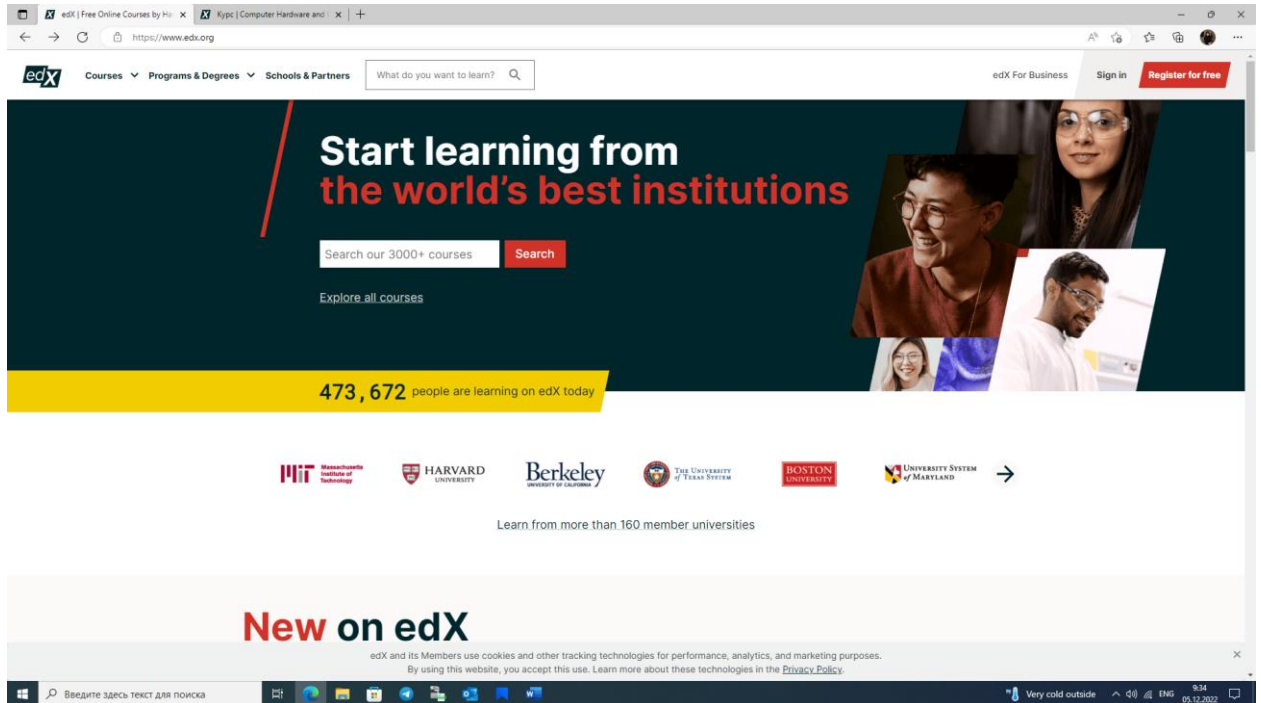 edX | Free Online Courses by Ha
Курс | Computer Hardware and
https://www.edx.org
edX
Courses
Programs & Degrees
Schools & Partners
What do you want to learn?
edX For Business
Sign in
Register for free
Start learning from
the world's best institutions
Search our 3000+ courses
Search
Explore all courses
473,672 people are learning on edX today
Massachusetts
Institute of
Technology
HARVARD
UNIVERSITY
Berkeley
UNIVERSITY OF CALIFORNIA
THE UNIVERSITY
of TEXAS SYSTEM
BOSTON
UNIVERSITY
UNIVERSITY SYSTEM
of MARYLAND
Learn from more than 160 member universities
New on edX
edX and its Members use cookies and other tracking technologies for performance, analytics, and marketing purposes.
By using this website, you accept this use. Learn more about these technologies in the Privacy Policy.
Введите здесь текст для поиска
Very cold outside
ENG
9:34
05.12.2022